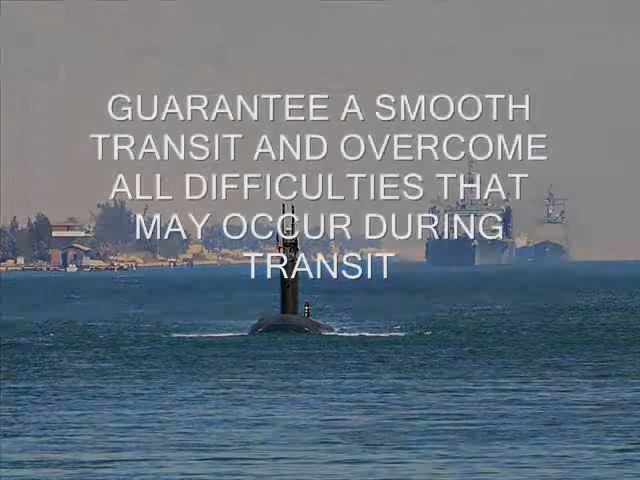 GUARANTEE A SMOOTH
TRANSIT AND OVERCOME
ALL DIFFICULTIES THAT
MAY OCCUR DURING
TRANSIT